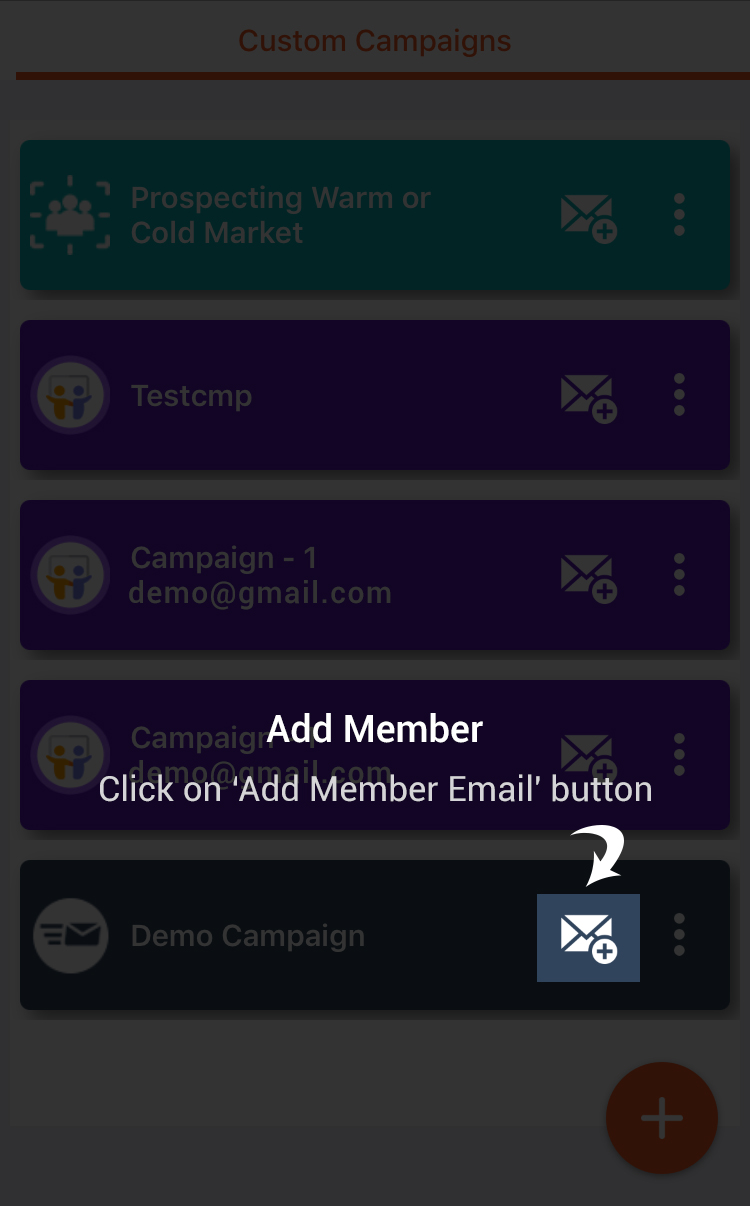 Custom Campaigns
Prospecting Warm or
Cold Market
Testcmp
Campaign - 1
demo@gmail.com
Campaign - 1
demo@gmail.com
Add Member
Click on ‘Add Member Email’ button
Demo Campaign